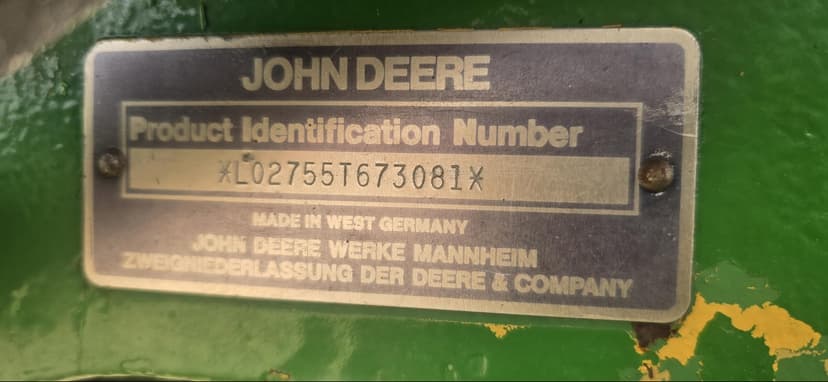 JOHN DEERE
Product Identification Number
*L02755T673081*
MADE IN WEST GERMANY
JOHN DEERE WERKE MANNHEIM
ZWEIGNIEDERLASSUNG DER DEERE & COMPANY